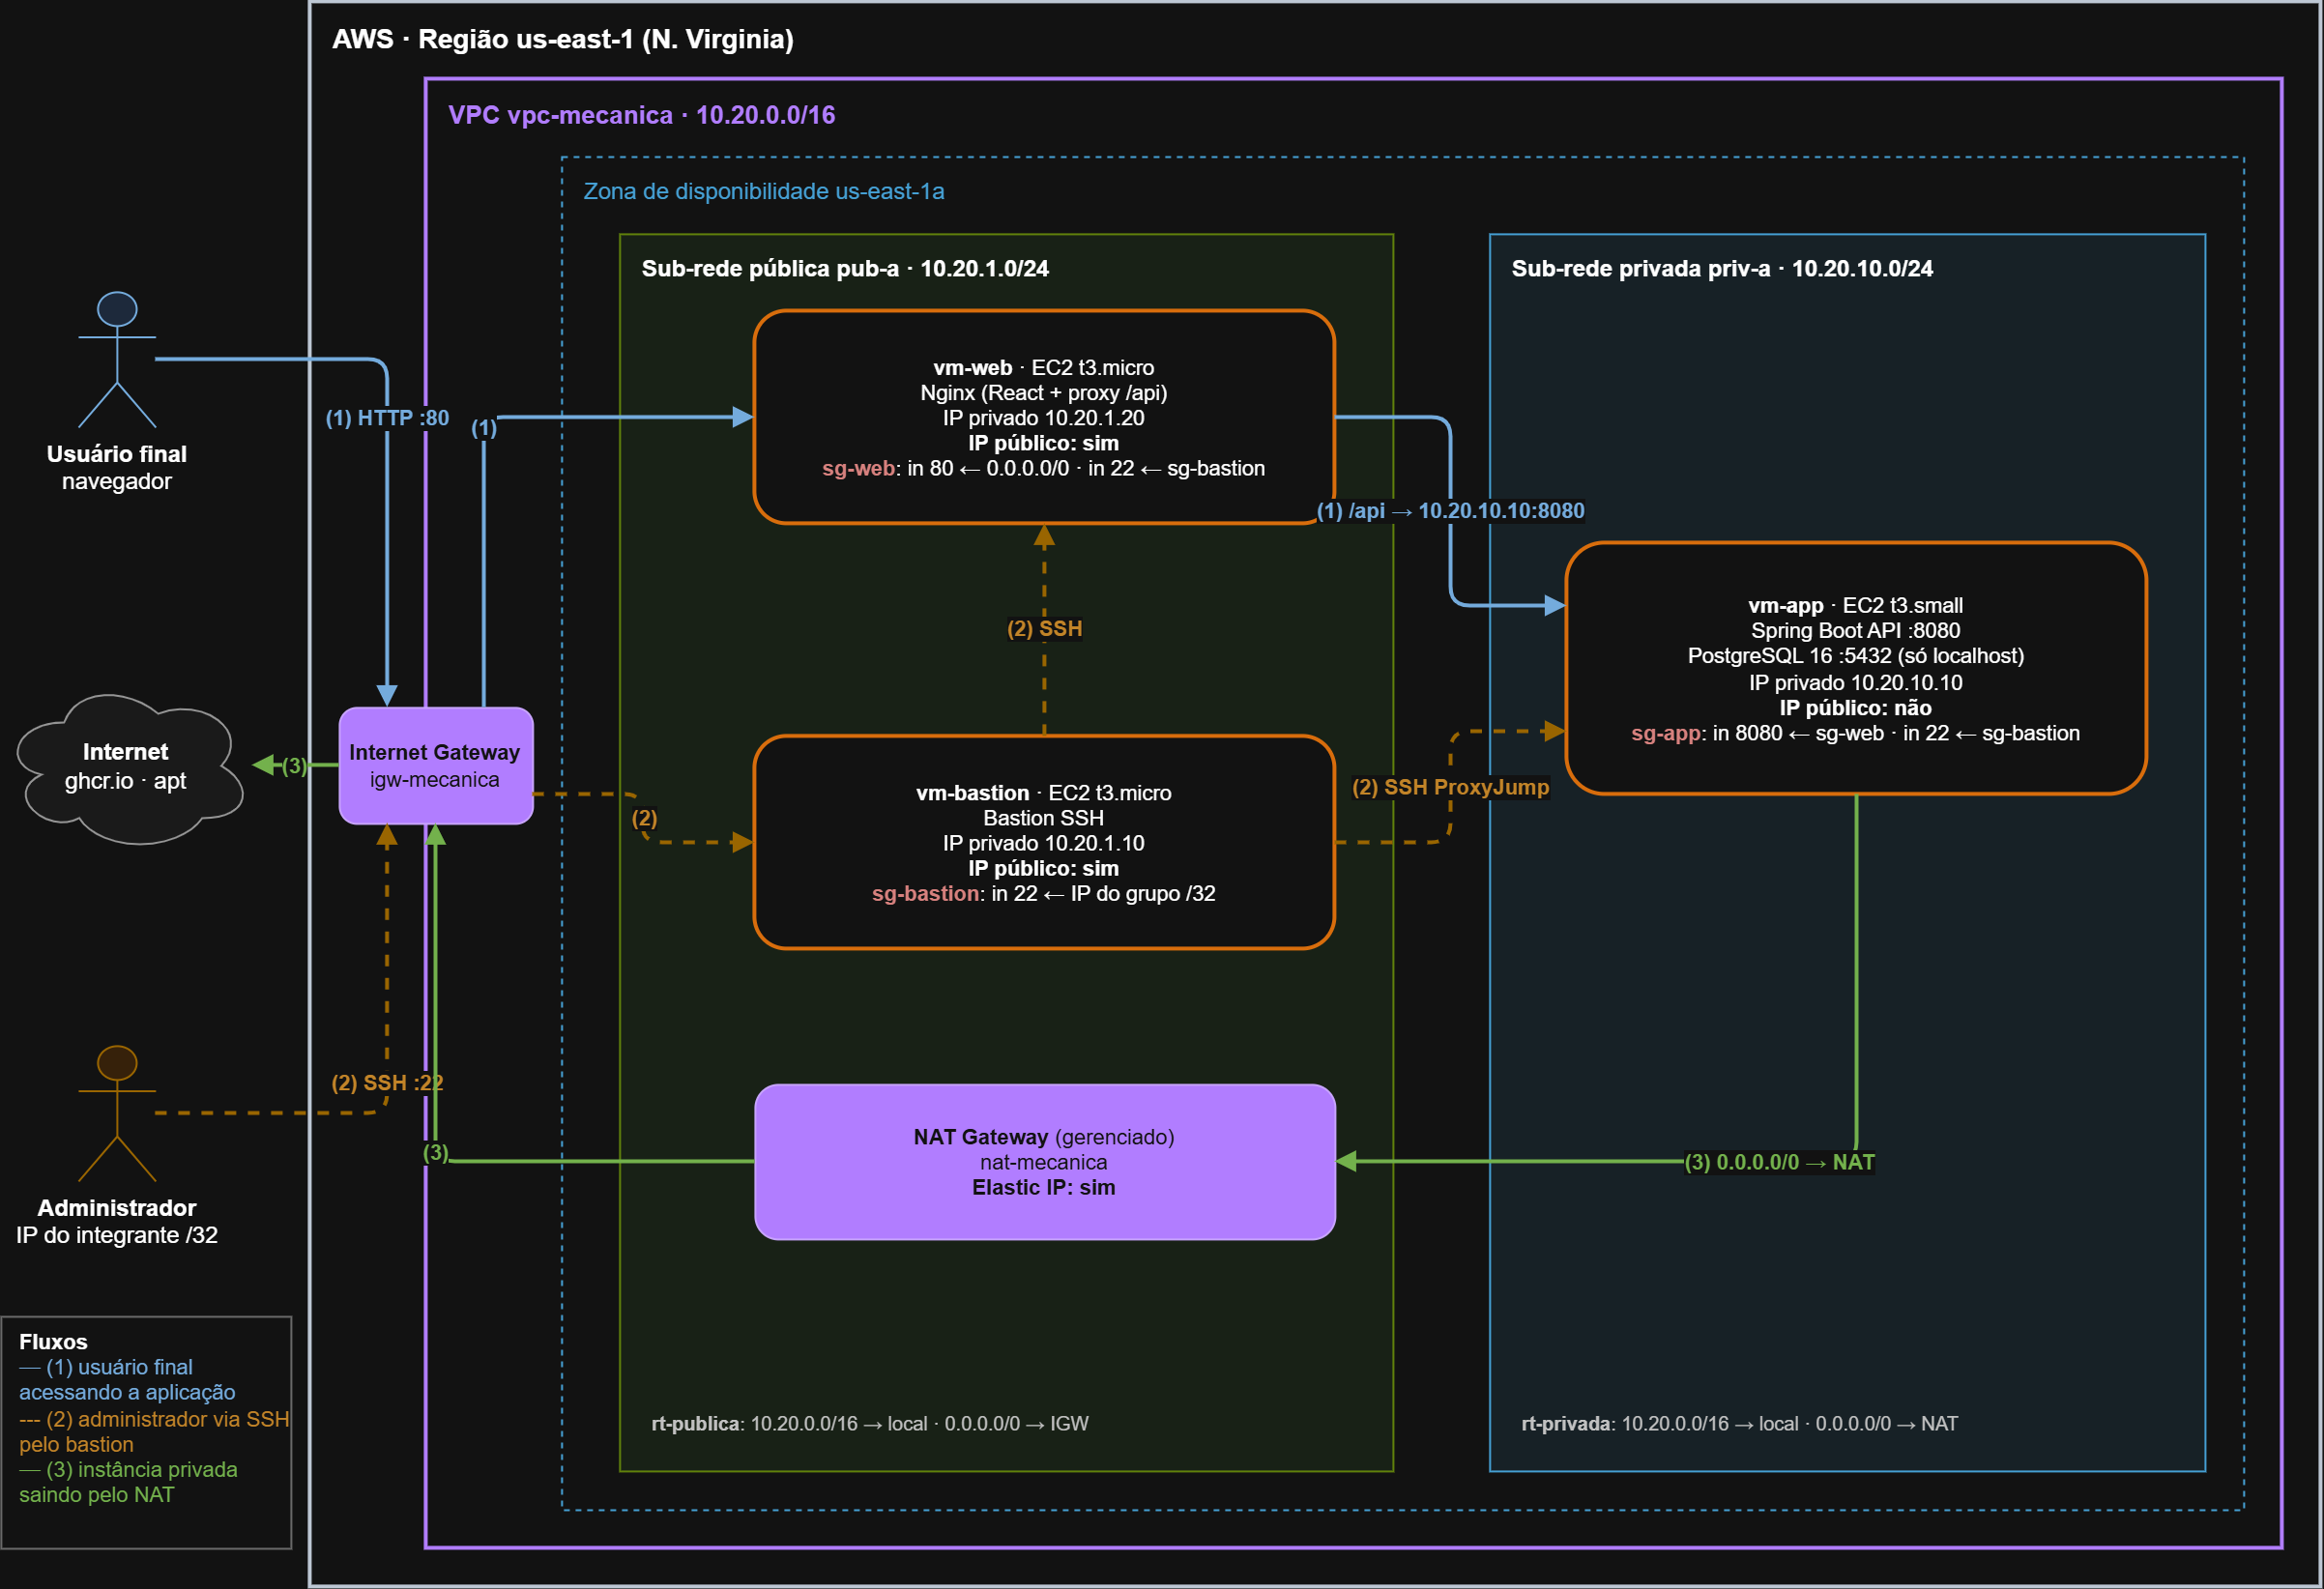 AWS · Região us-east-1 (N. Virginia)
VPC vpc-mecanica · 10.20.0.0/16
Zona de disponibilidade us-east-1a
Sub-rede pública pub-a · 10.20.1.0/24
Sub-rede privada priv-a · 10.20.10.0/24
Usuário final
navegador
(1) HTTP :80
(1)
vm-web · EC2 t3.micro
Nginx (React + proxy /api)
IP privado 10.20.1.20
IP público: sim
sg-web: in 80 ← 0.0.0.0/0 · in 22 ← sg-bastion
(1) /api → 10.20.10.10:8080
(2) SSH
vm-app · EC2 t3.small
Spring Boot API :8080
PostgreSQL 16 :5432 (só localhost)
IP privado 10.20.10.10
IP público: não
sg-app: in 8080 ← sg-web · in 22 ← sg-bastion
Internet
ghcr.io · apt
(3)
Internet Gateway
igw-mecanica
(2)
vm-bastion · EC2 t3.micro
Bastion SSH
IP privado 10.20.1.10
IP público: sim
sg-bastion: in 22 ← IP do grupo /32
(2) SSH ProxyJump
(2) SSH :22
Administrador
IP do integrante /32
(3)
NAT Gateway (gerenciado)
nat-mecanica
Elastic IP: sim
(3) 0.0.0.0/0 → NAT
Fluxos
— (1) usuário final
acessando a aplicação
--- (2) administrador via SSH
pelo bastion
— (3) instância privada
saindo pelo NAT
rt-publica: 10.20.0.0/16 → local · 0.0.0.0/0 → IGW
rt-privada: 10.20.0.0/16 → local · 0.0.0.0/0 → NAT